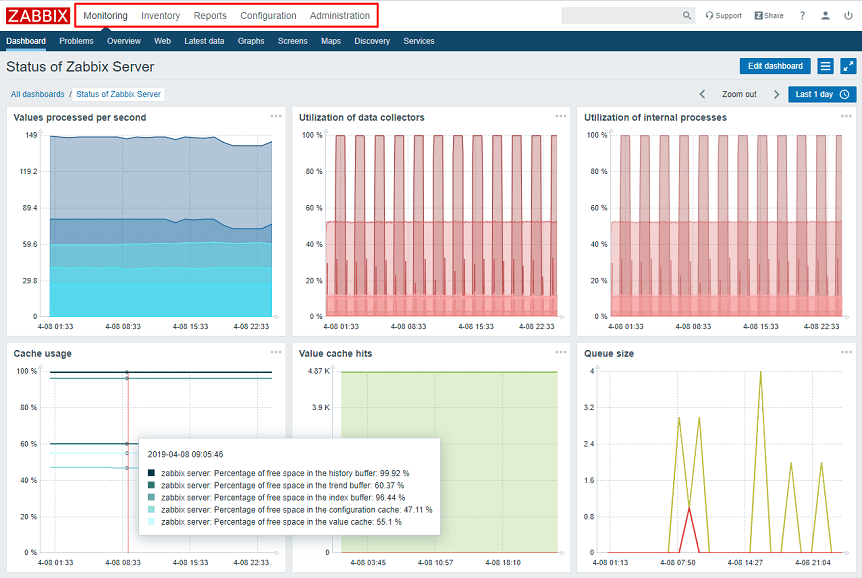 ZABBIX Monitoring Inventory Reports Configuration Administration Support Z Share ?
Dashboard Problems Overview Web Latest data Graphs Screens Maps Discovery Services
Status of Zabbix Server Edit dashboard
All dashboards / Status of Zabbix Server Zoom out Last 1 day
Values processed per second
149
119.2
89.4
59.6
29.8
0
4-08 01:33 4-08 08:33 4-08 15:33 4-08 22:33
Utilization of data collectors
100 %
80 %
60 %
40 %
20 %
0 %
4-08 01:33 4-08 08:33 4-08 15:33 4-08 22:33
Utilization of internal processes
100 %
80 %
60 %
40 %
20 %
0 %
4-08 01:33 4-08 08:33 4-08 15:33 4-08 22:33
Cache usage
100 %
80 %
60 %
40 %
20 %
0 %
4-08 01:33 4-08 08:33 4-08 15:33 4-08 22:33
2019-04-08 09:05:46
zabbix server: Percentage of free space in the history buffer: 99.92 %
zabbix server: Percentage of free space in the trend buffer: 60.37 %
zabbix server: Percentage of free space in the index buffer: 96.44 %
zabbix server: Percentage of free space in the configuration cache: 47.11 %
zabbix server: Percentage of free space in the value cache: 55.1 %
Value cache hits
4.87 K
3.9 K
0
4-08 03:45 4-08 10:57 4-08 18:10
Queue size
4
3.2
2.4
1.6
0.8
0
4-08 01:13 4-08 07:50 4-08 14:27 4-08 21:04